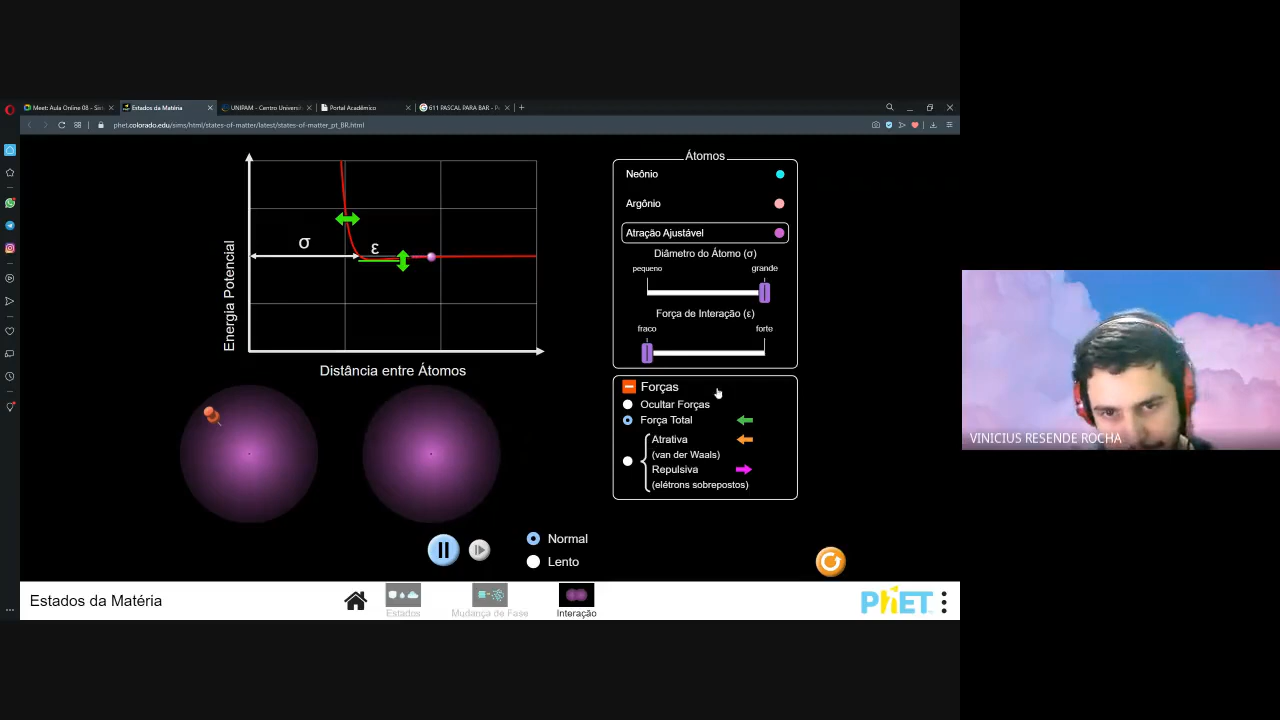 Meet: Aula Online 08 - Sis
Estados da Matéria
UNIPAM - Centro Universi
Portal Acadêmico
611 PASCAL PARA BAR - P
phet.colorado.edu/sims/html/states-of-matter/latest/states-of-matter_pt_BR.html
Energia Potencial
σ
ε
Distância entre Átomos
Átomos
Neônio
Argônio
Atração Ajustável
Diâmetro do Átomo (σ)
pequeno grande
Força de Interação (ε)
fraco forte
Forças
Ocultar Forças
Força Total
Atrativa
(van der Waals)
Repulsiva
(elétrons sobrepostos)
Normal
Lento
Estados da Matéria
Estados
Mudança de Fase
Interação
PhET
VINICIUS RESENDE ROCHA